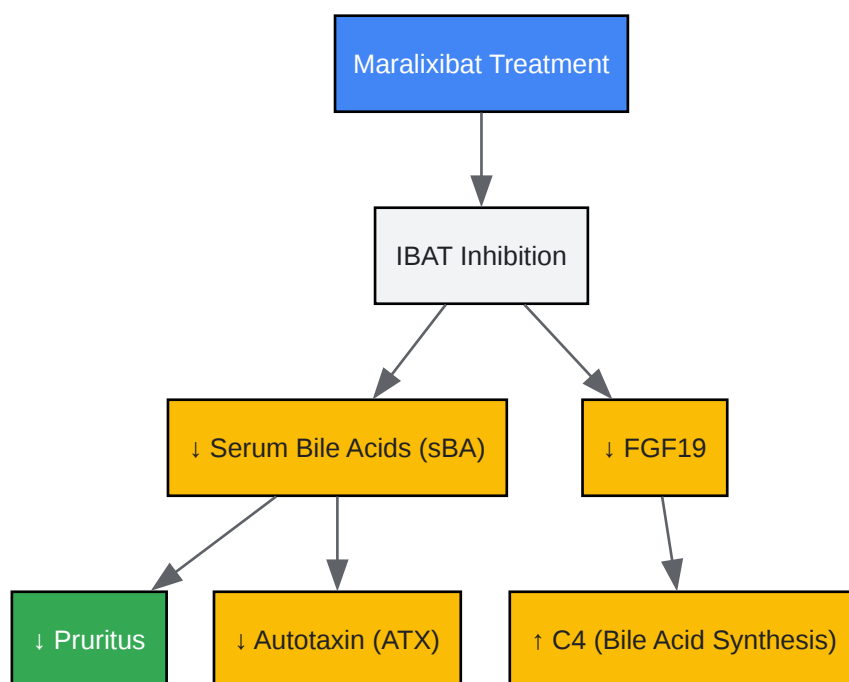 Maralixibat Treatment
IBAT Inhibition
↓ Serum Bile Acids (sBA)
↓ FGF19
↓ Pruritus
↓ Autotaxin (ATX)
↑ C4 (Bile Acid Synthesis)